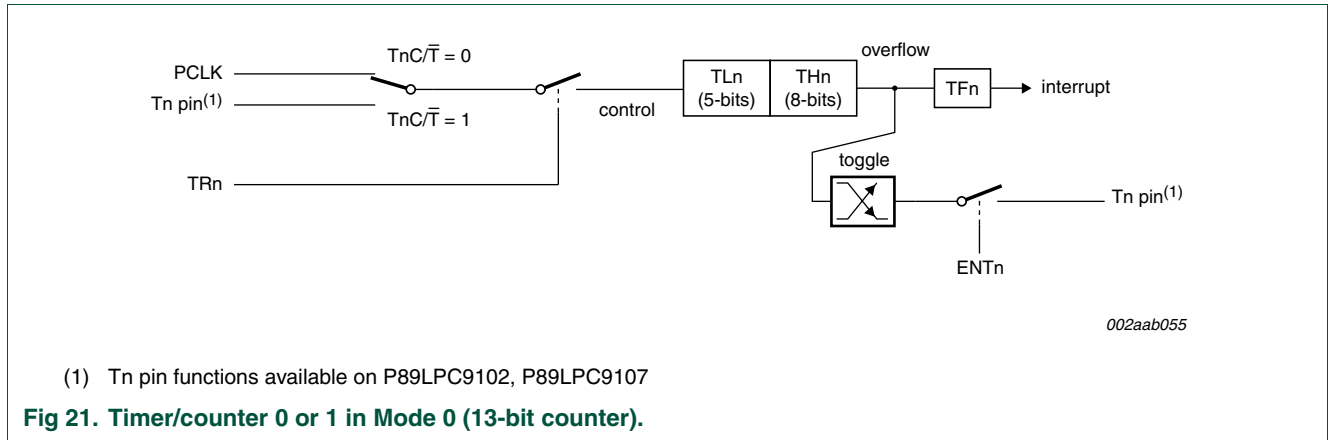 TnC/T̅ = 0
overflow
PCLK
TLn
(5-bits)
THn
(8-bits)
TFn
interrupt
Tn pin(1)
control
TnC/T̅ = 1
toggle
TRn
Tn pin(1)
ENTn
002aab055
(1) Tn pin functions available on P89LPC9102, P89LPC9107
Fig 21. Timer/counter 0 or 1 in Mode 0 (13-bit counter).